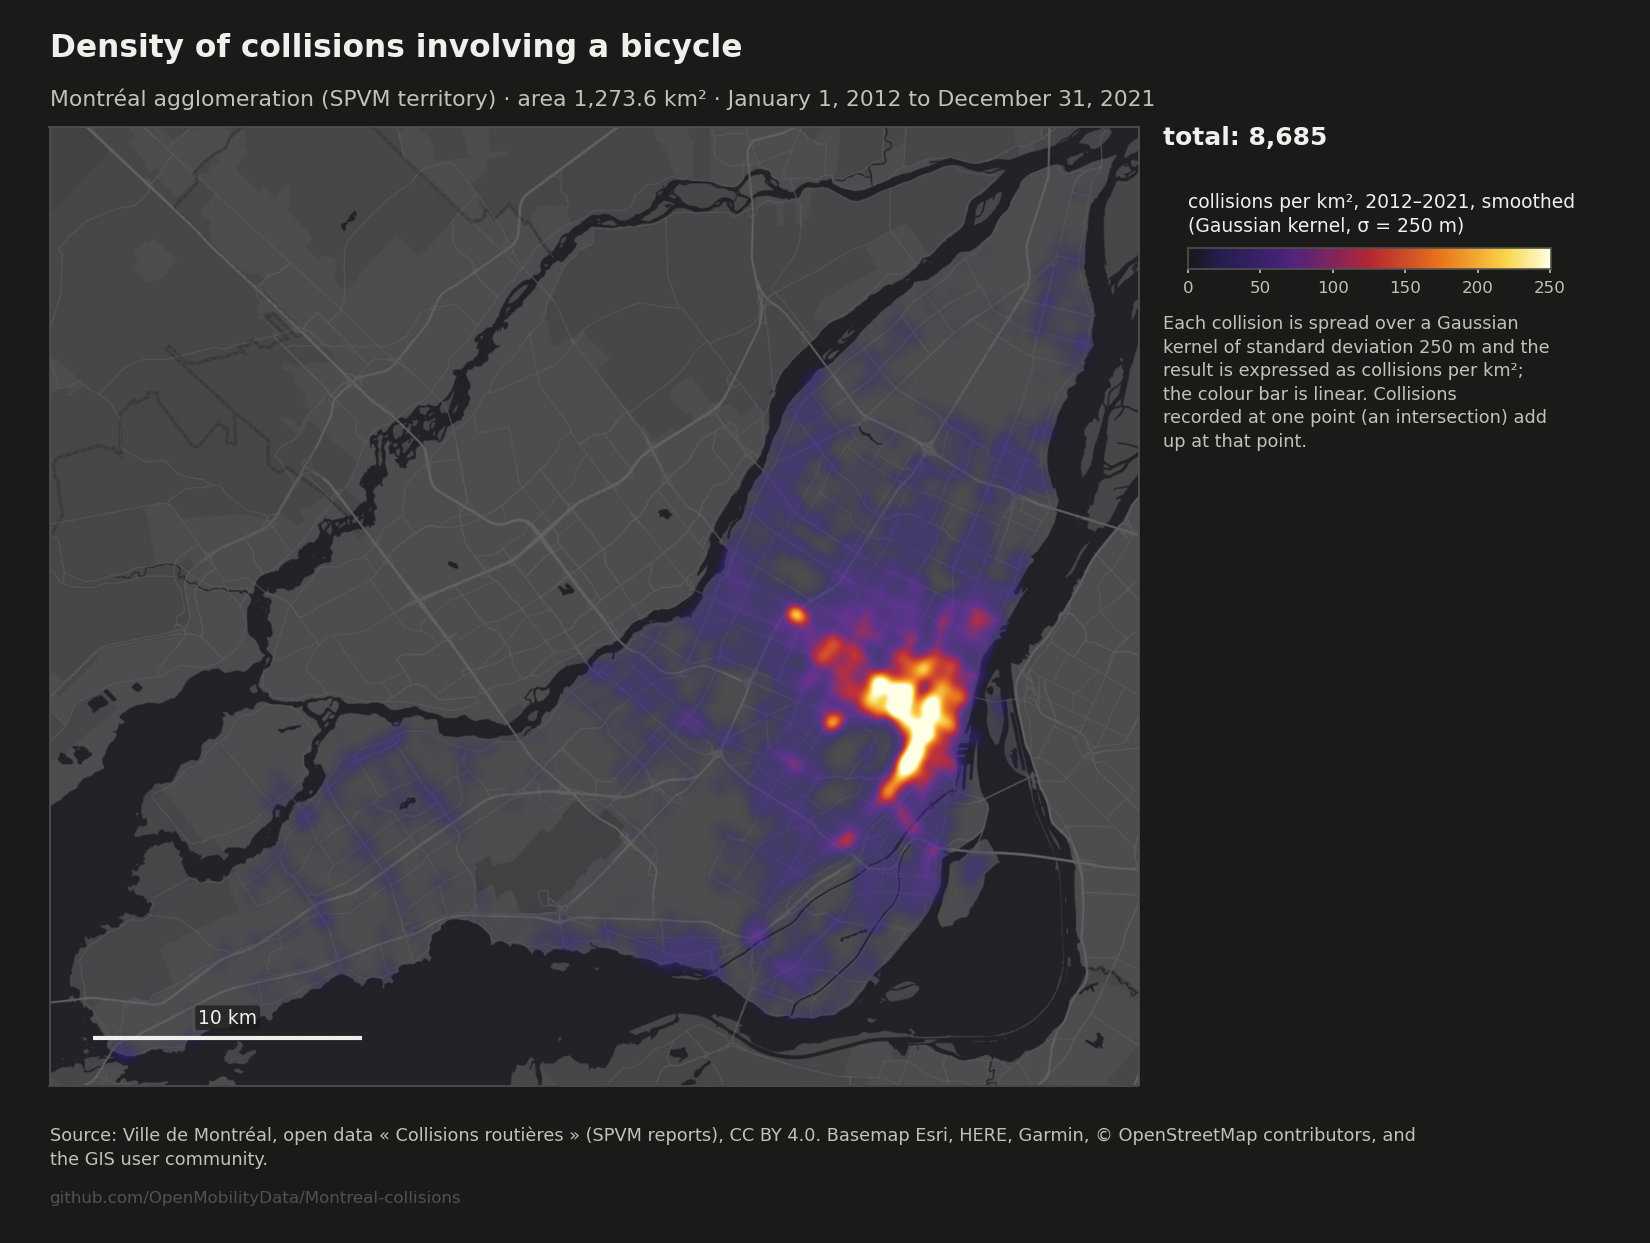 Density of collisions involving a bicycle
Montréal agglomeration (SPVM territory) · area 1,273.6 km² · January 1, 2012 to December 31, 2021
total: 8,685
collisions per km², 2012–2021, smoothed
(Gaussian kernel, σ = 250 m)
0 50 100 150 200 250
Each collision is spread over a Gaussian
kernel of standard deviation 250 m and the
result is expressed as collisions per km²;
the colour bar is linear. Collisions
recorded at one point (an intersection) add
up at that point.
10 km
Source: Ville de Montréal, open data « Collisions routières » (SPVM reports), CC BY 4.0. Basemap Esri, HERE, Garmin, © OpenStreetMap contributors, and
the GIS user community.
github.com/OpenMobilityData/Montreal-collisions